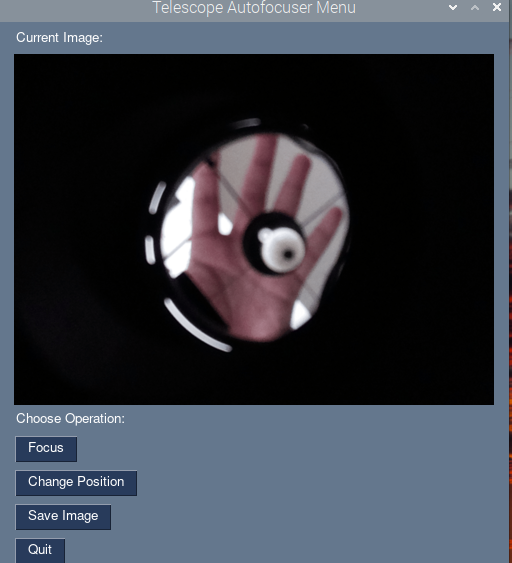 Telescope Autofocuser Menu
Current Image:
Choose Operation:
Focus
Change Position
Save Image
Quit